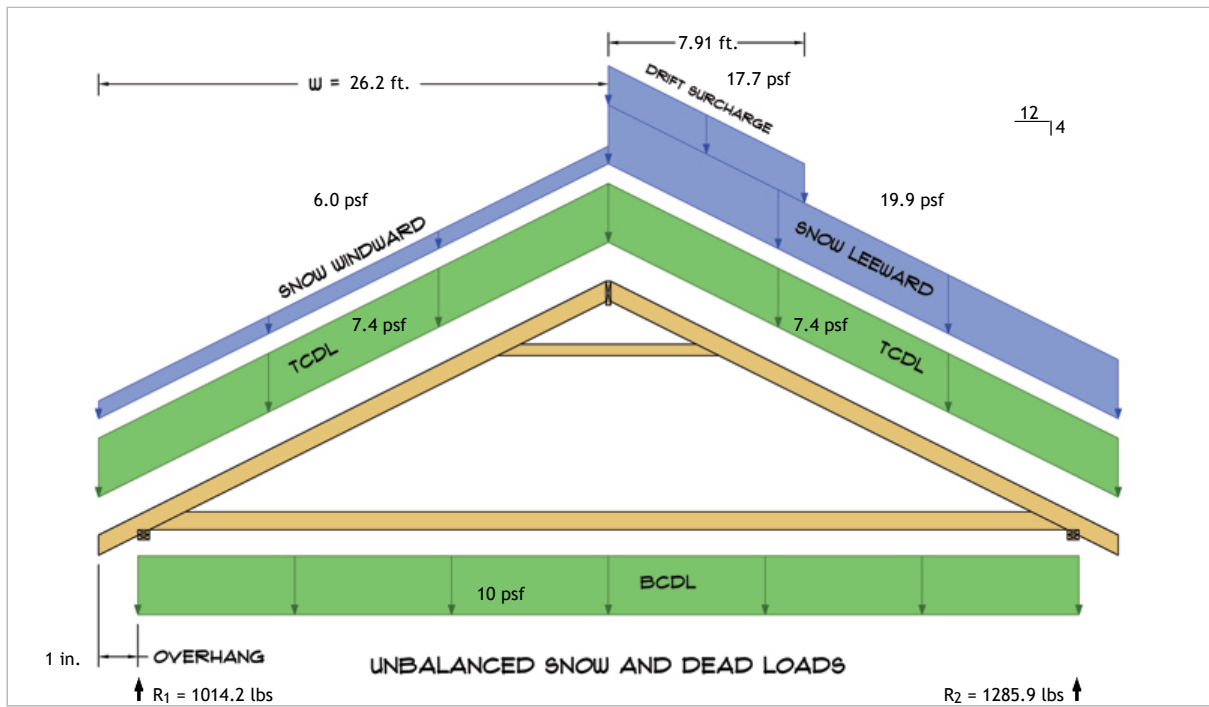 7.91 ft.
W = 26.2 ft.
DRIFT SURCHARGE
17.7 psf
12
4
6.0 psf
19.9 psf
SNOW WINDWARD
SNOW LEEWARD
7.4 psf
7.4 psf
TCDL
TCDL
10 psf
BCDL
1 in.
OVERHANG
UNBALANCED SNOW AND DEAD LOADS
R1 = 1014.2 lbs
R2 = 1285.9 lbs